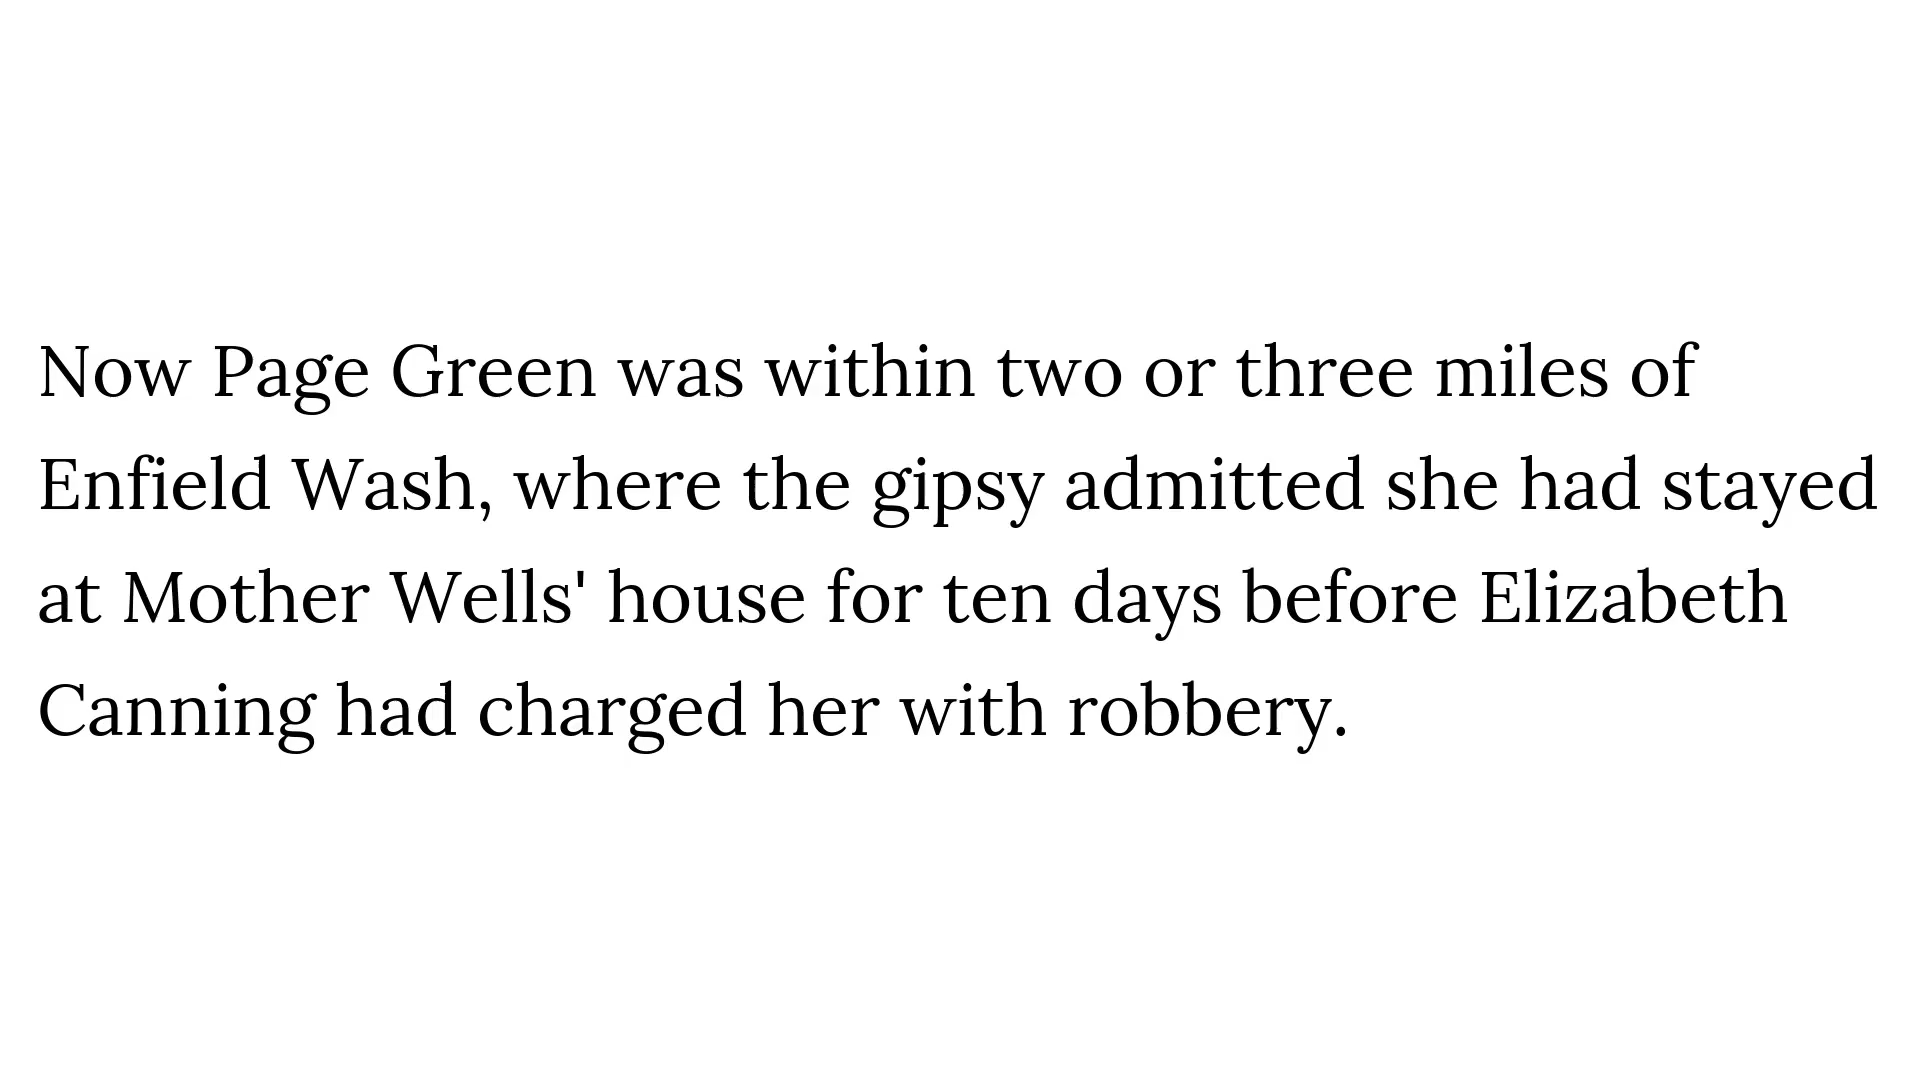 Now Page Green was within two or three miles of
Enfield Wash, where the gipsy admitted she had stayed
at Mother Wells' house for ten days before Elizabeth
Canning had charged her with robbery.